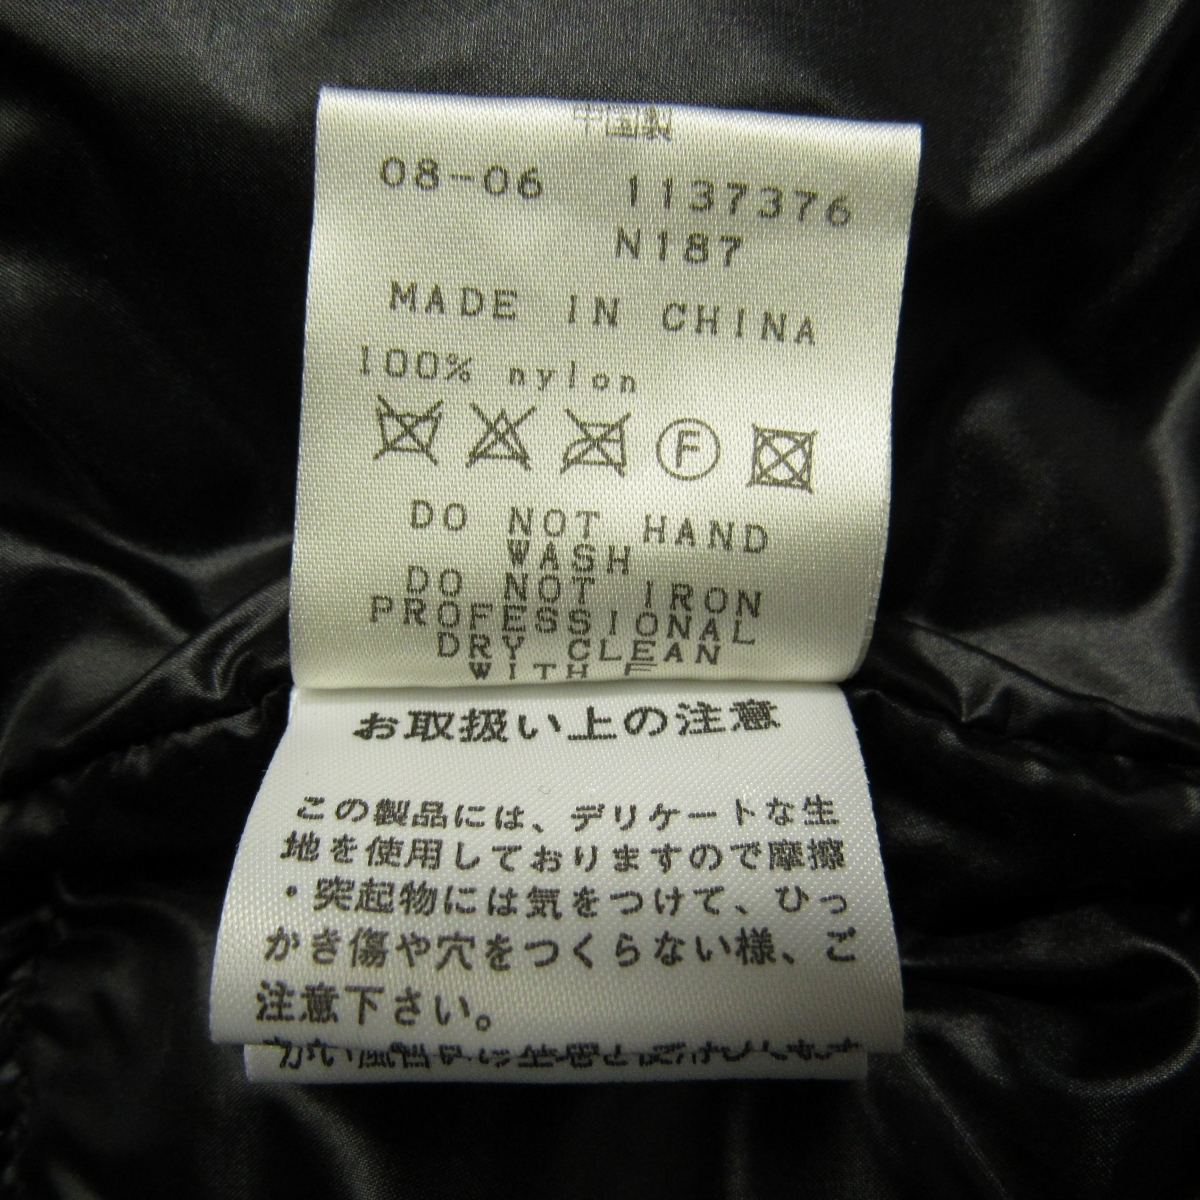 中国製
08-06 1137376
N187
MADE IN CHINA
100% nylon
F
DO NOT HAND
WASH
DO NOT IRON
PROFESSIONAL
DRY CLEAN
WITH F
お取扱い上の注意
この製品には、デリケートな生
地を使用しておりますので摩擦
・突起物には気をつけて、ひっ
かき傷や穴をつくらない様、ご
注意下さい。